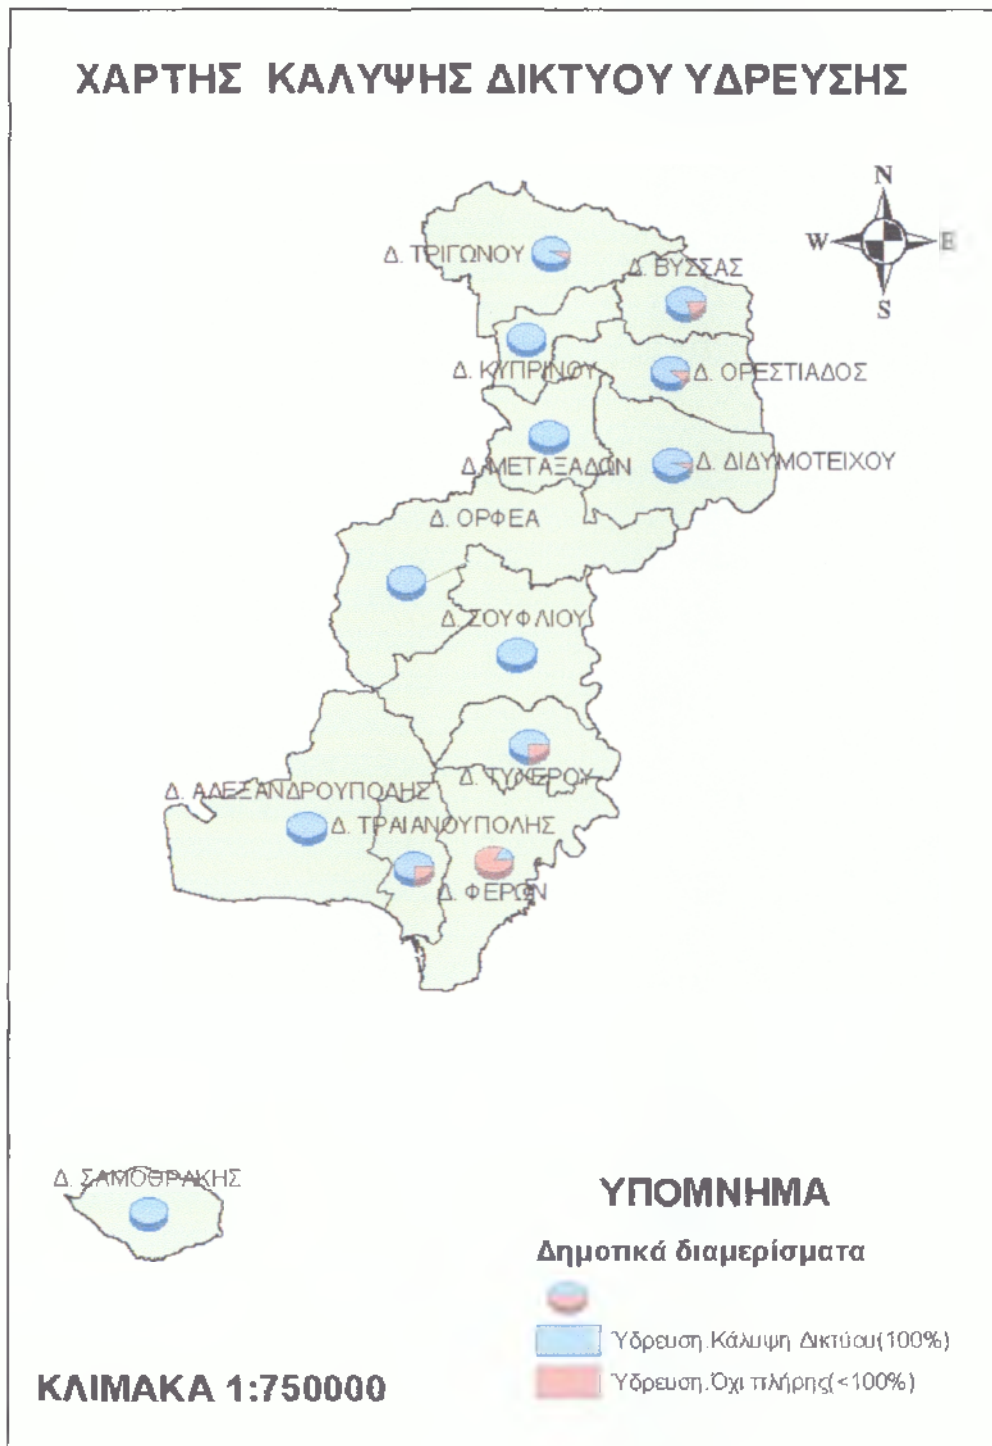 ΧΑΡΤΗΣ ΚΑΛΥΨΗΣ ΔΙΚΤΥΟΥ ΥΔΡΕΥΣΗΣ
N
W E
S
Δ. ΤΡΙΓΩΝΟΥ
Δ. ΒΥΣΣΑΣ
Δ. ΚΥΠΡΙΝΟΥ
Δ. ΟΡΕΣΤΙΑΔΟΣ
Δ. ΜΕΤΑΞΑΔΩΝ
Δ. ΔΙΔΥΜΟΤΕΙΧΟΥ
Δ. ΟΡΦΕΑ
Δ. ΣΟΥΦΛΙΟΥ
Δ. ΤΥΧΕΡΟΥ
Δ. ΑΛΕΞΑΝΔΡΟΥΠΟΛΗΣ
Δ. ΤΡΑΙΑΝΟΥΠΟΛΗΣ
Δ. ΦΕΡΩΝ
Δ. ΣΑΜΟΘΡΑΚΗΣ
ΥΠΟΜΝΗΜΑ
Δημοτικά διαμερίσματα
Ύδρευση.Κάλυψη Δικτύου(100%)
Ύδρευση.Όχι πλήρης(<100%)
ΚΛΙΜΑΚΑ 1:750000